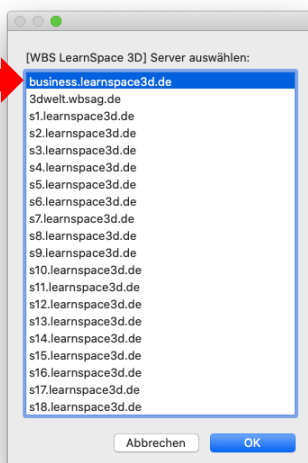 [WBS LearnSpace 3D] Server auswählen:
business.learnspace3d.de
3dwelt.wbsag.de
s1.learnspace3d.de
s2.learnspace3d.de
s3.learnspace3d.de
s4.learnspace3d.de
s5.learnspace3d.de
s6.learnspace3d.de
s7.learnspace3d.de
s8.learnspace3d.de
s9.learnspace3d.de
s10.learnspace3d.de
s11.learnspace3d.de
s12.learnspace3d.de
s13.learnspace3d.de
s14.learnspace3d.de
s15.learnspace3d.de
s16.learnspace3d.de
s17.learnspace3d.de
s18.learnspace3d.de
Abbrechen OK